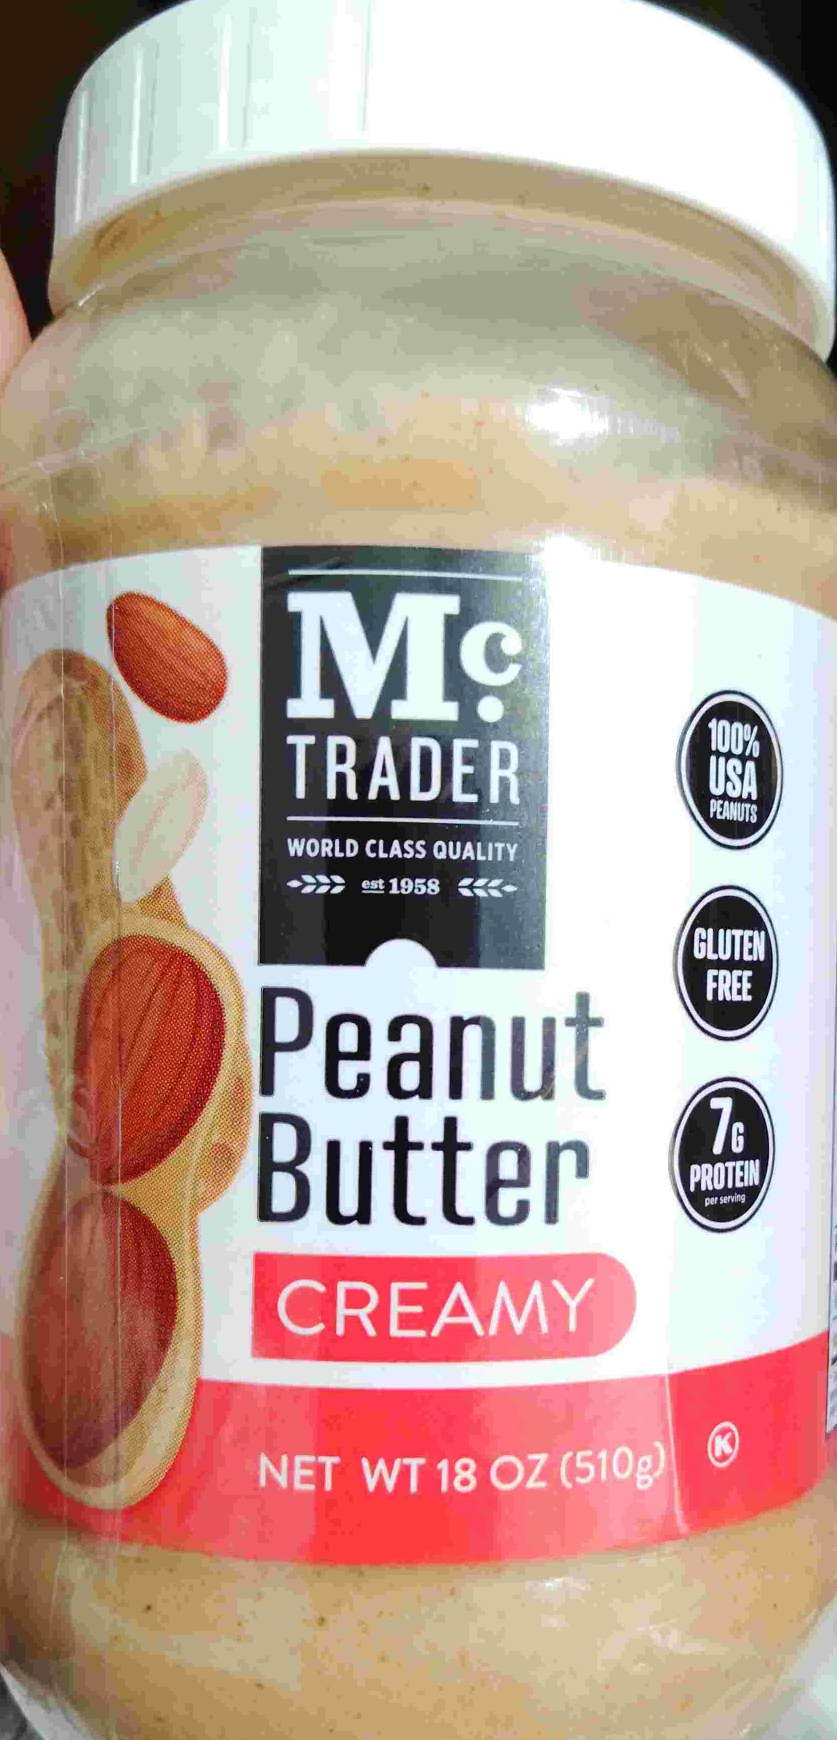 Mc
TRADER
WORLD CLASS QUALITY
est 1958
Peanut
Butter
CREAMY
NET WT 18 OZ (510g)
K
100%
USA
PEANUTS
GLUTEN
FREE
7G
PROTEIN
per serving